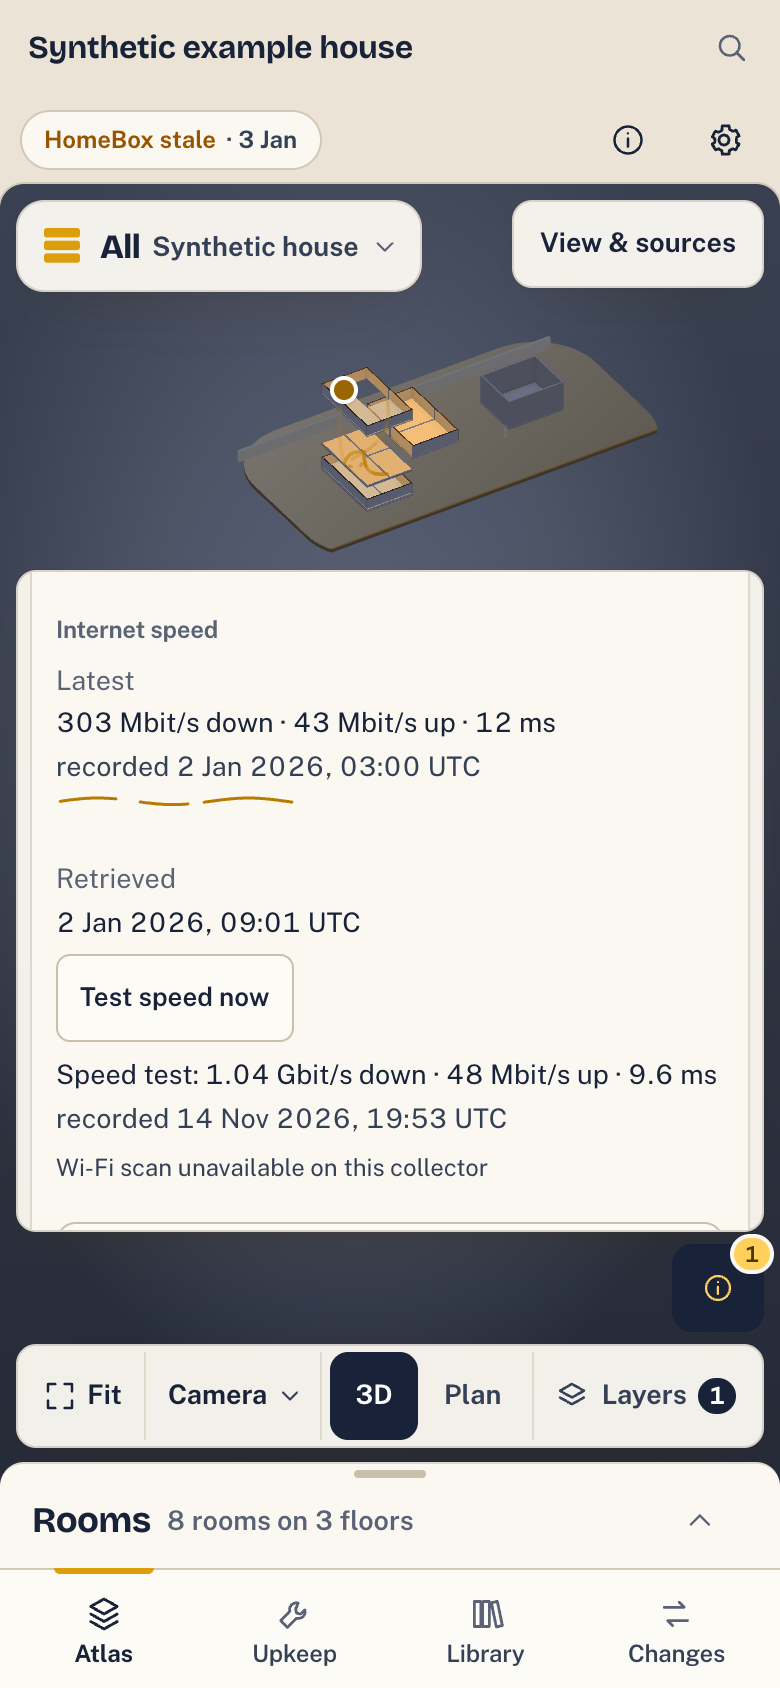 Synthetic example house
HomeBox stale · 3 Jan
All Synthetic house
View & sources
Internet speed
Latest
303 Mbit/s down · 43 Mbit/s up · 12 ms
recorded 2 Jan 2026, 03:00 UTC
Retrieved
2 Jan 2026, 09:01 UTC
Test speed now
Speed test: 1.04 Gbit/s down · 48 Mbit/s up · 9.6 ms
recorded 14 Nov 2026, 19:53 UTC
Wi-Fi scan unavailable on this collector
1
Fit
Camera
3D
Plan
Layers 1
Rooms 8 rooms on 3 floors
Atlas
Upkeep
Library
Changes